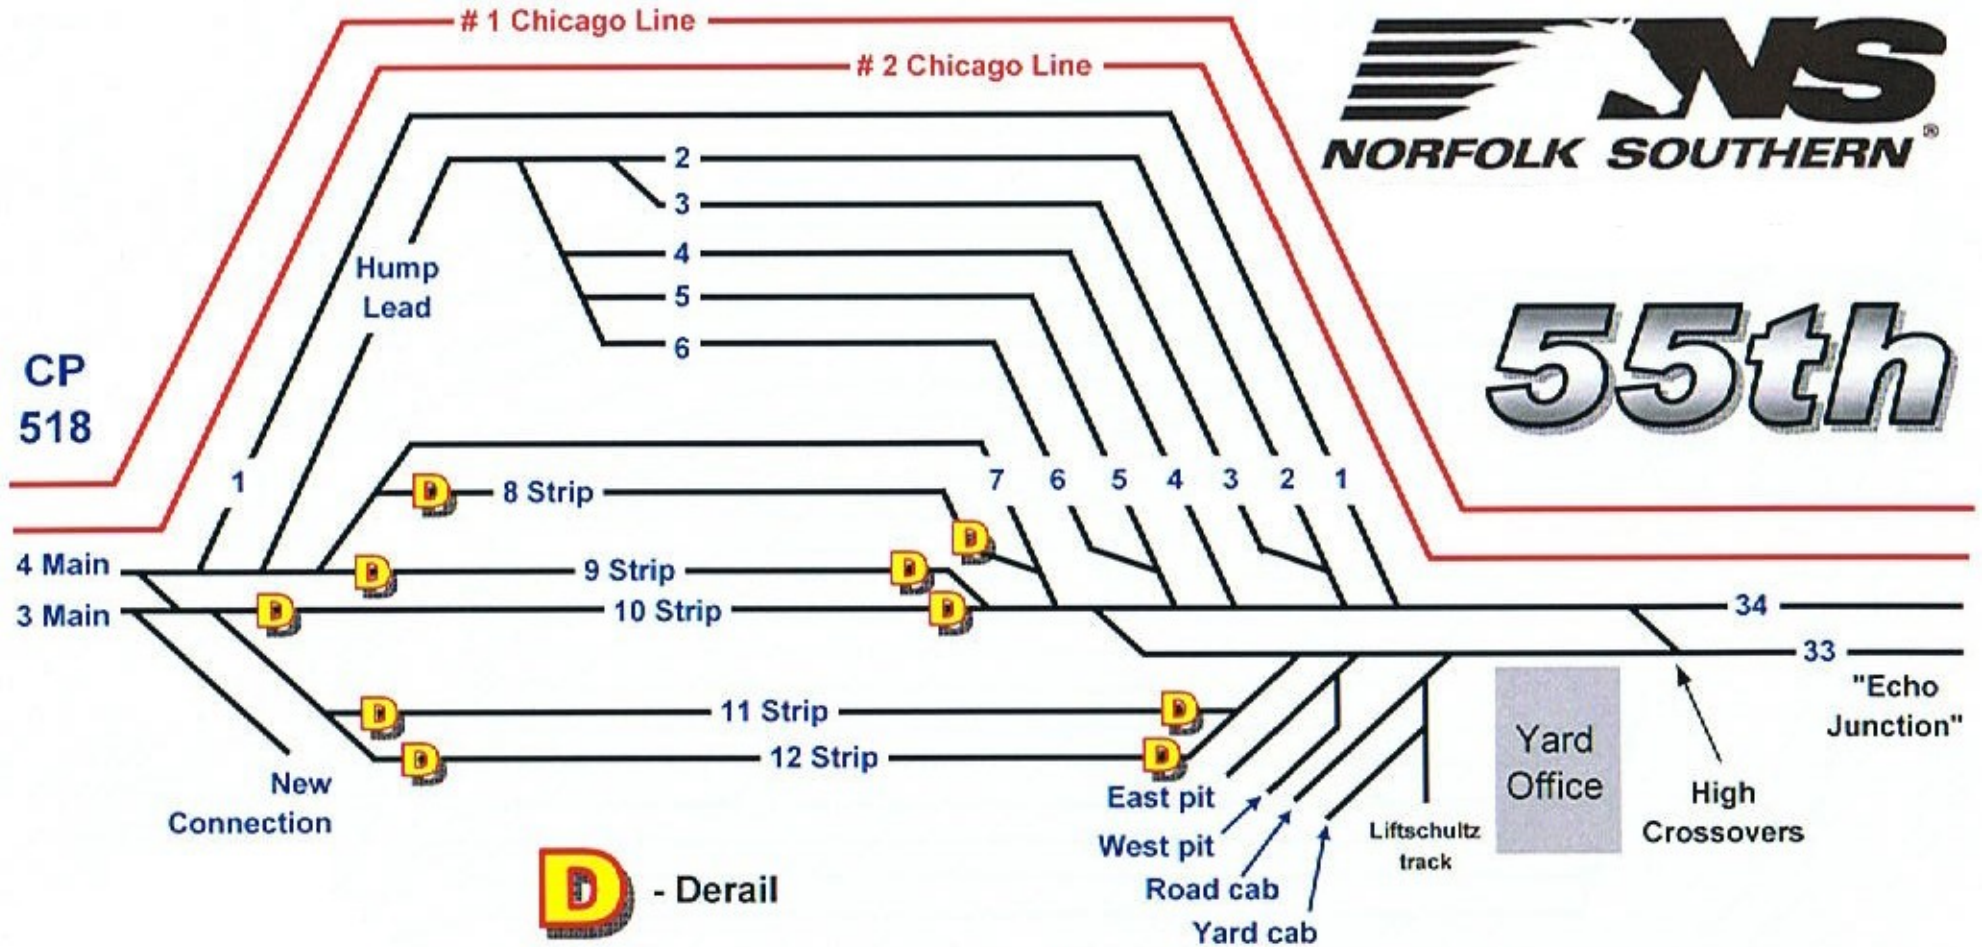 # 1 Chicago Line
# 2 Chicago Line
NS
NORFOLK SOUTHERN®
55th
2
3
4
5
6
Hump
Lead
CP
518
1
7 6 5 4 3 2 1
D 8 Strip D
4 Main D 9 Strip D
3 Main D 10 Strip D
34
33
"Echo
Junction"
D 11 Strip D
D 12 Strip D
New
Connection
East pit
West pit
Road cab
Yard cab
Liftschultz
track
Yard
Office
High
Crossovers
D - Derail